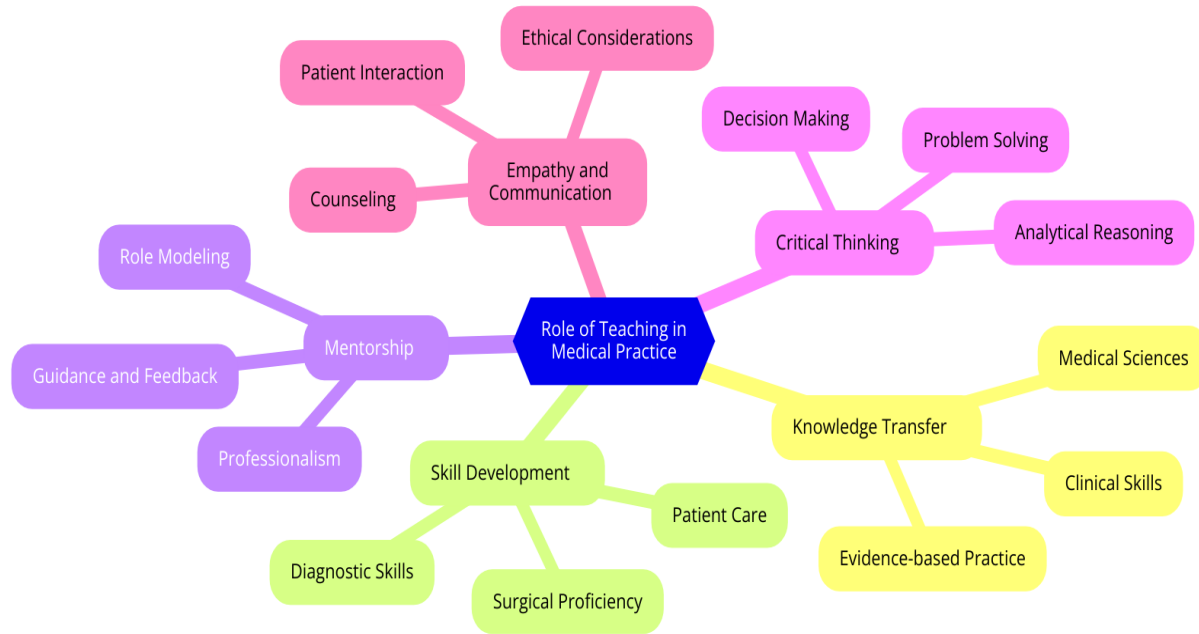 Ethical Considerations
Patient Interaction
Empathy and
Communication
Counseling
Decision Making
Problem Solving
Critical Thinking
Analytical Reasoning
Role Modeling
Mentorship
Guidance and Feedback
Professionalism
Role of Teaching in
Medical Practice
Medical Sciences
Knowledge Transfer
Clinical Skills
Evidence-based Practice
Skill Development
Patient Care
Diagnostic Skills
Surgical Proficiency